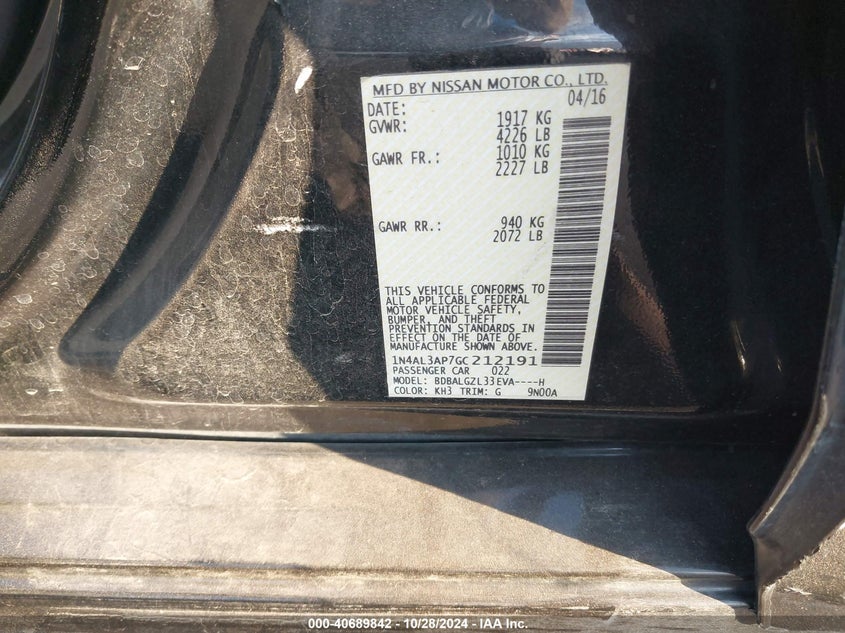 MFD BY NISSAN MOTOR CO., LTD.
DATE: 04/16
GVWR: 1917 KG
4226 LB
GAWR FR.: 1010 KG
2227 LB
GAWR RR.: 940 KG
2072 LB
THIS VEHICLE CONFORMS TO
ALL APPLICABLE FEDERAL
MOTOR VEHICLE SAFETY,
BUMPER, AND THEFT
PREVENTION STANDARDS IN
EFFECT ON THE DATE OF
MANUFACTURE SHOWN ABOVE.
1N4AL3AP7GC212191
PASSENGER CAR 022
MODEL: BDBALGZL33EVA----H
COLOR: KH3 TRIM: G 9N00A
000-40689842 - 10/28/2024 - IAA Inc.